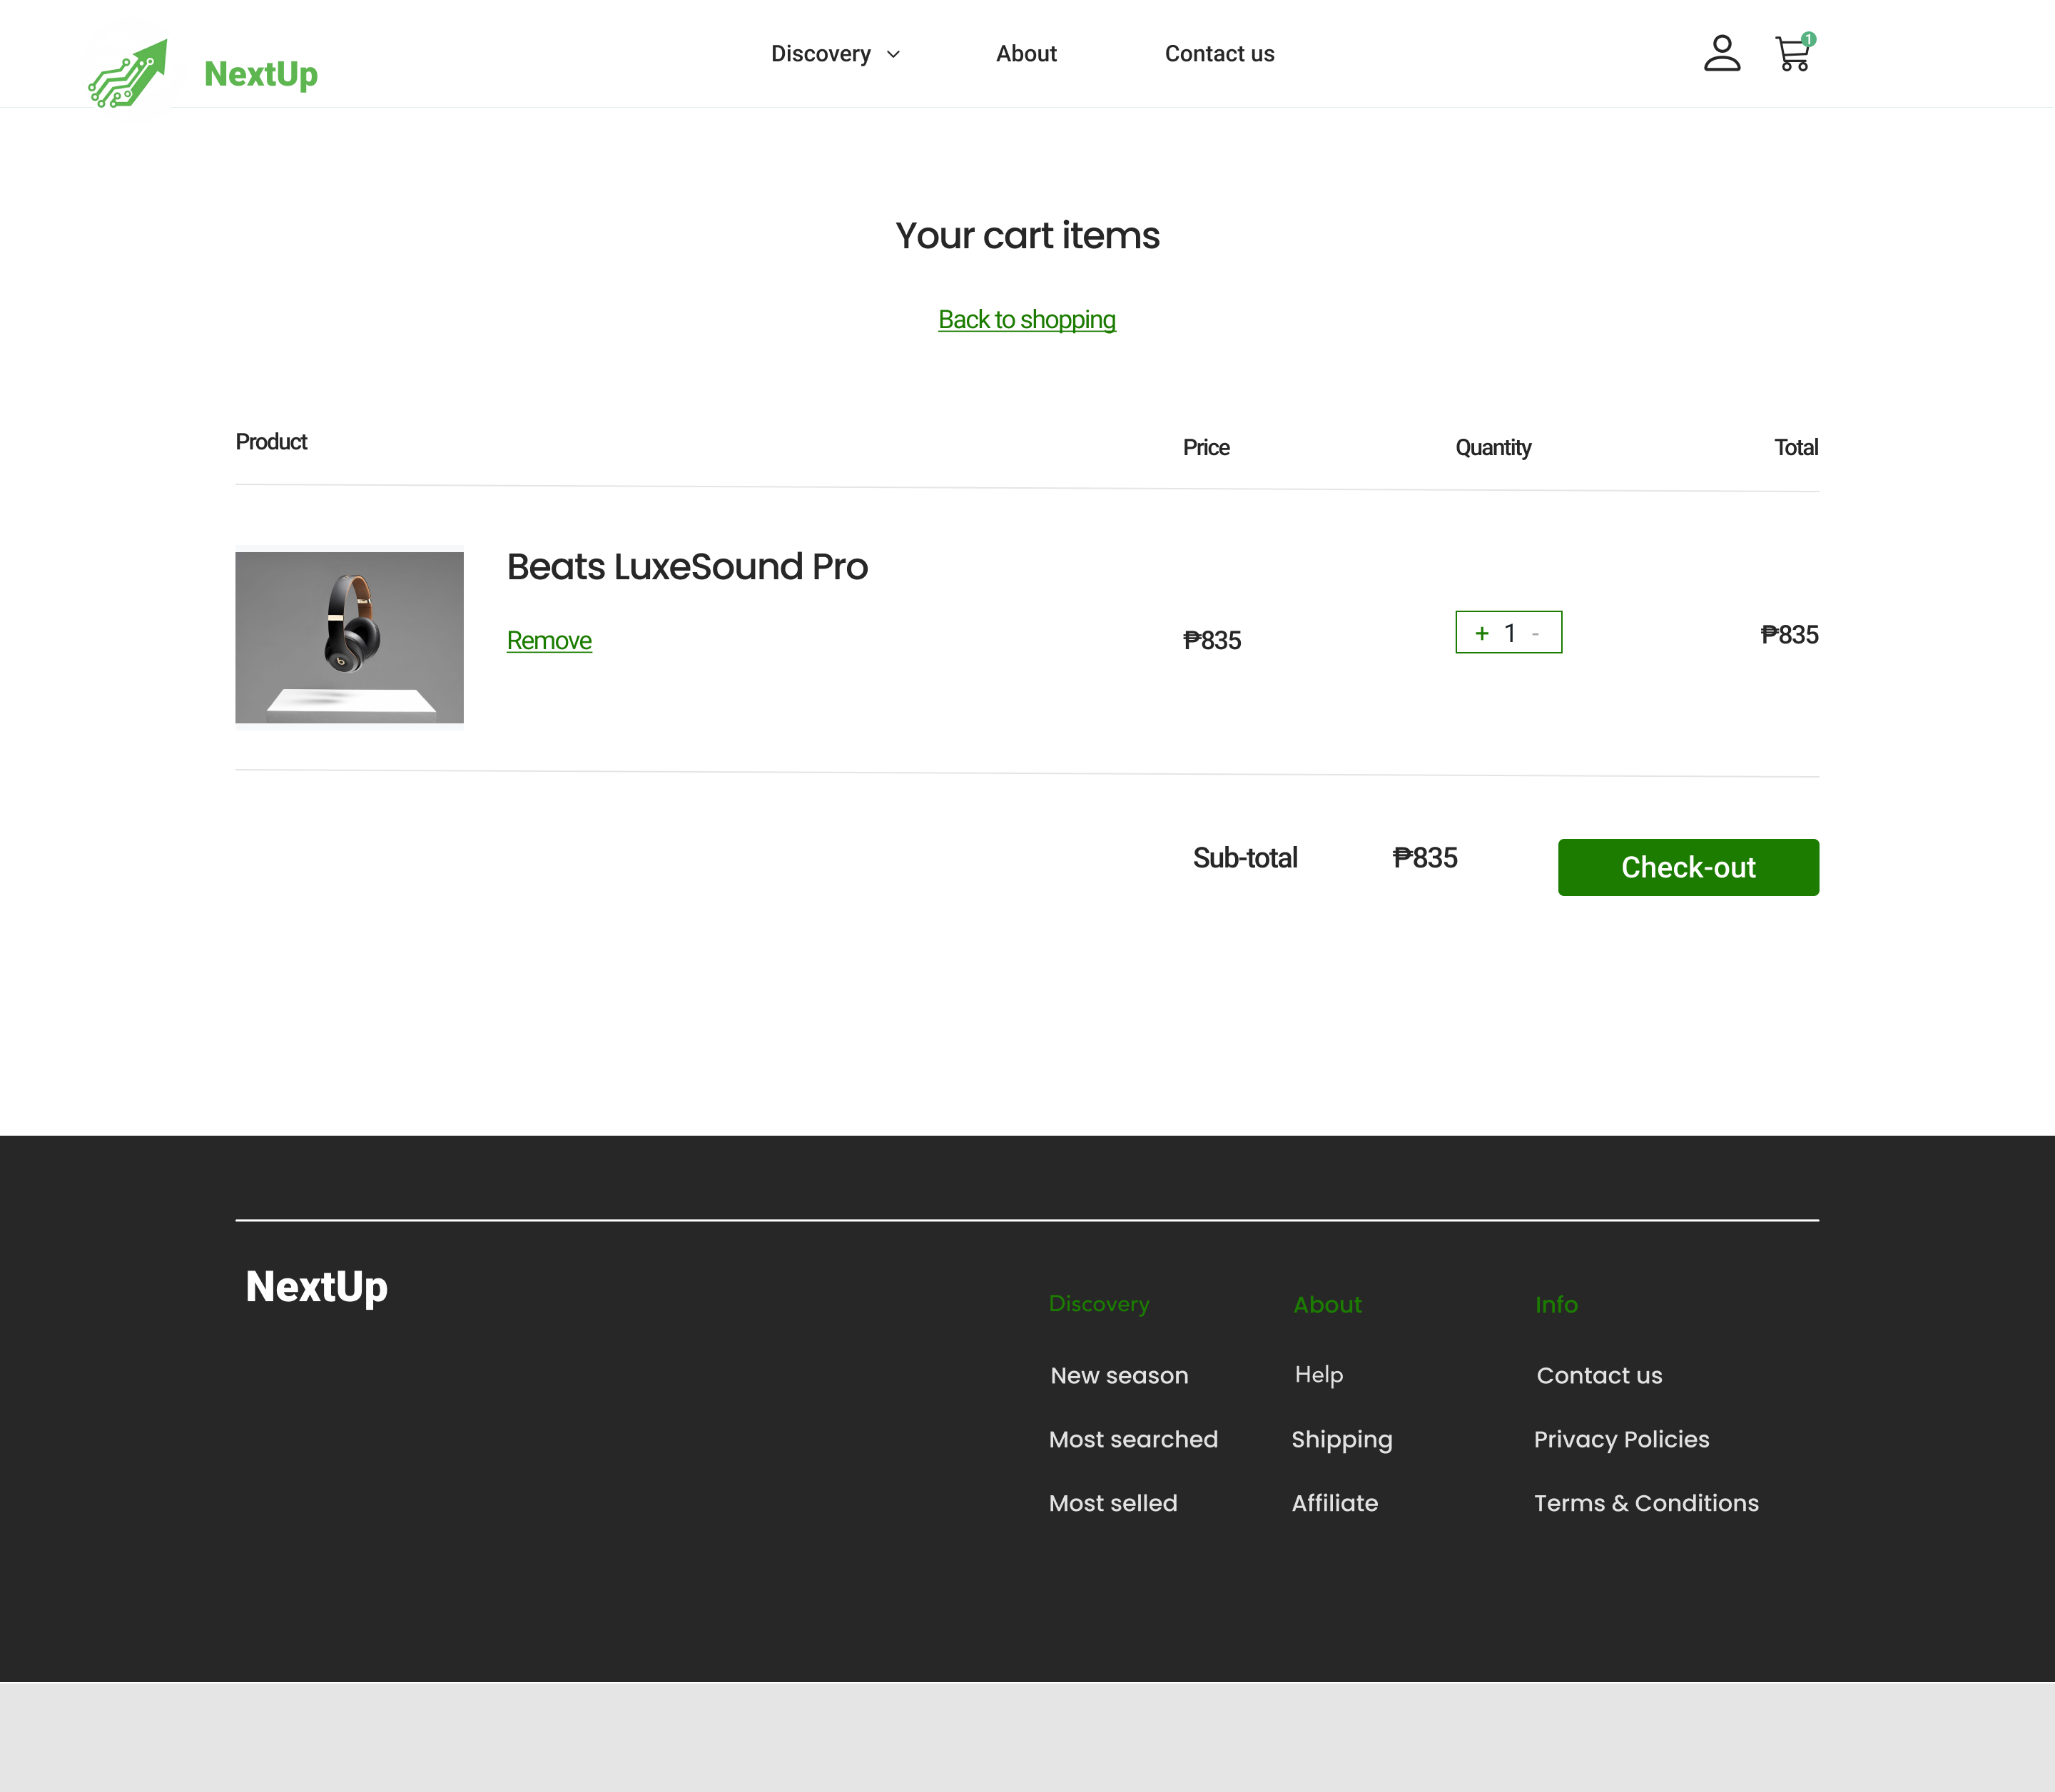 NextUp
Discovery
About
Contact us
1
Your cart items
Back to shopping
Product
Price
Quantity
Total
Beats LuxeSound Pro
Remove
₱835
+ 1 -
₱835
Sub-total
₱835
Check-out
NextUp
Discovery
About
Info
New season
Help
Contact us
Most searched
Shipping
Privacy Policies
Most selled
Affiliate
Terms & Conditions